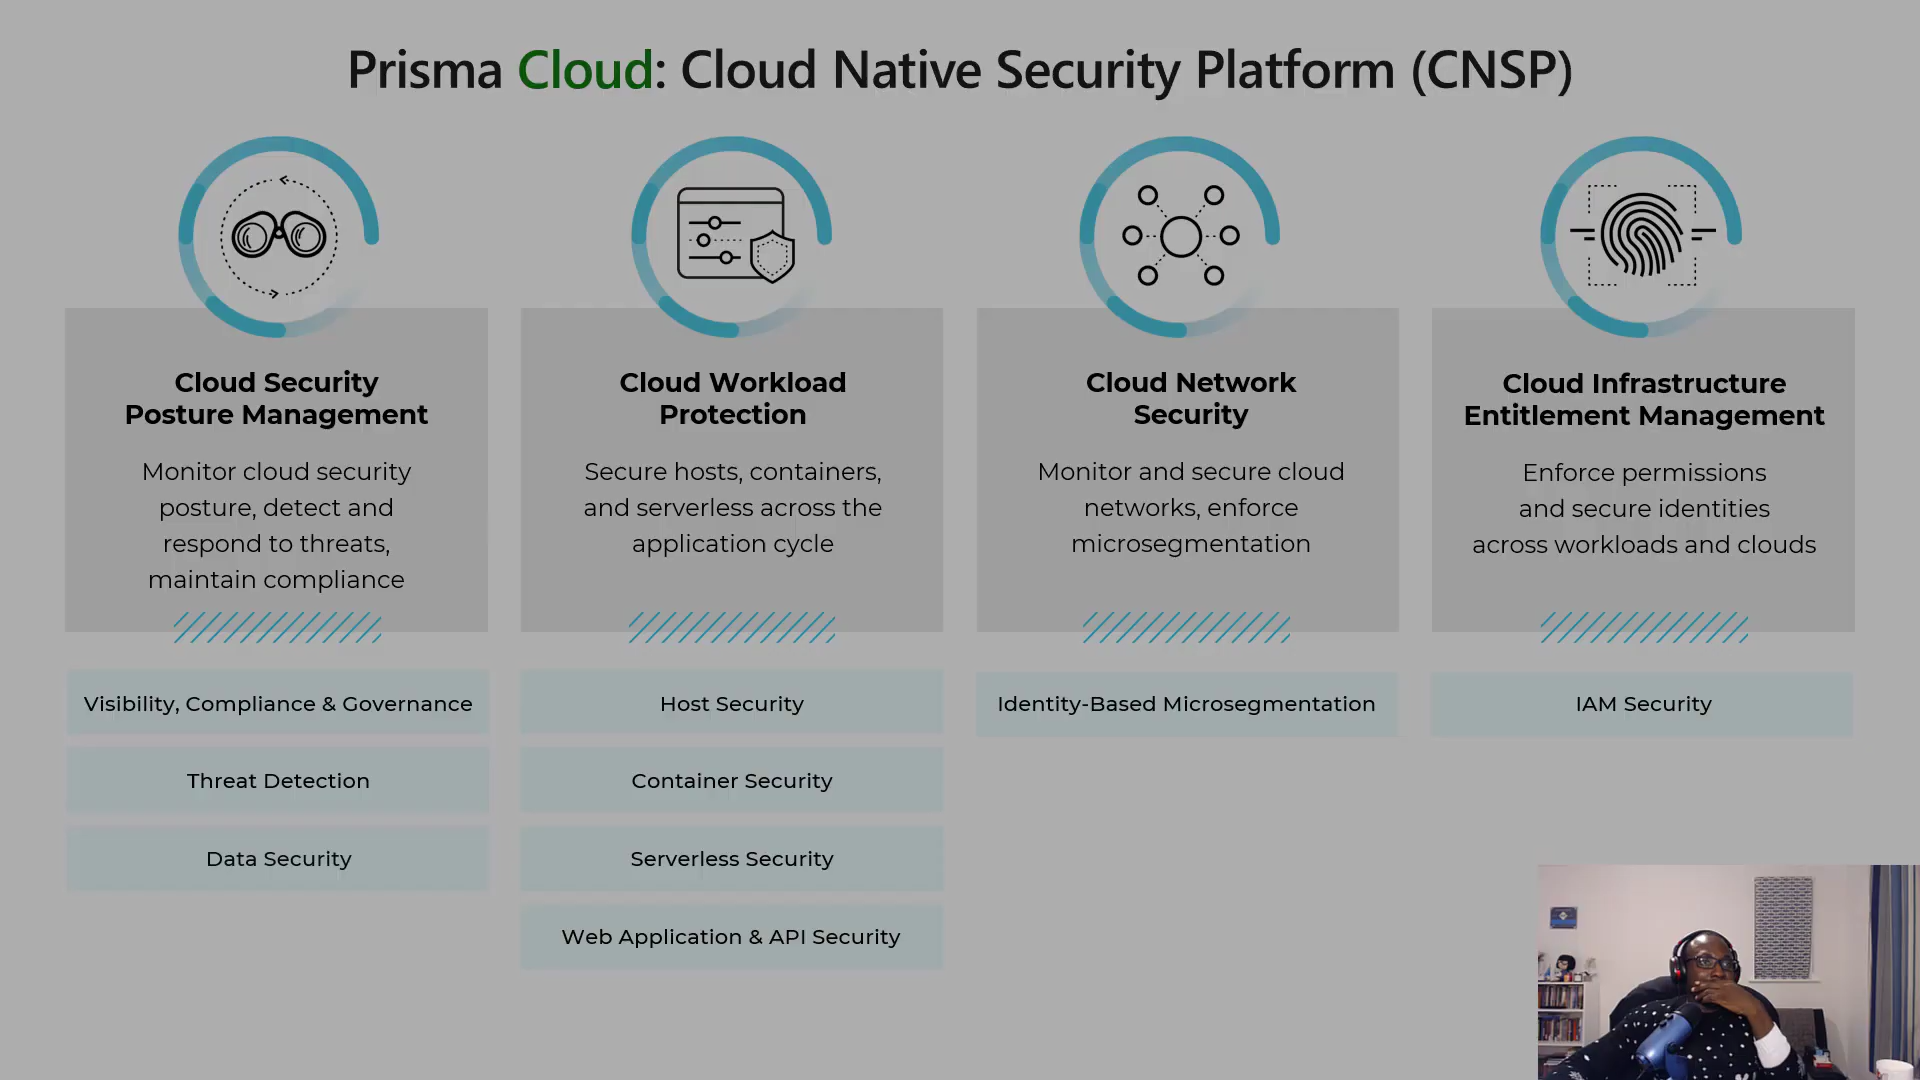 Prisma Cloud: Cloud Native Security Platform (CNSP)
Cloud Security
Posture Management
Monitor cloud security
posture, detect and
respond to threats,
maintain compliance
Visibility, Compliance & Governance
Threat Detection
Data Security
Cloud Workload
Protection
Secure hosts, containers,
and serverless across the
application cycle
Host Security
Container Security
Serverless Security
Web Application & API Security
Cloud Network
Security
Monitor and secure cloud
networks, enforce
microsegmentation
Identity-Based Microsegmentation
Cloud Infrastructure
Entitlement Management
Enforce permissions
and secure identities
across workloads and clouds
IAM Security